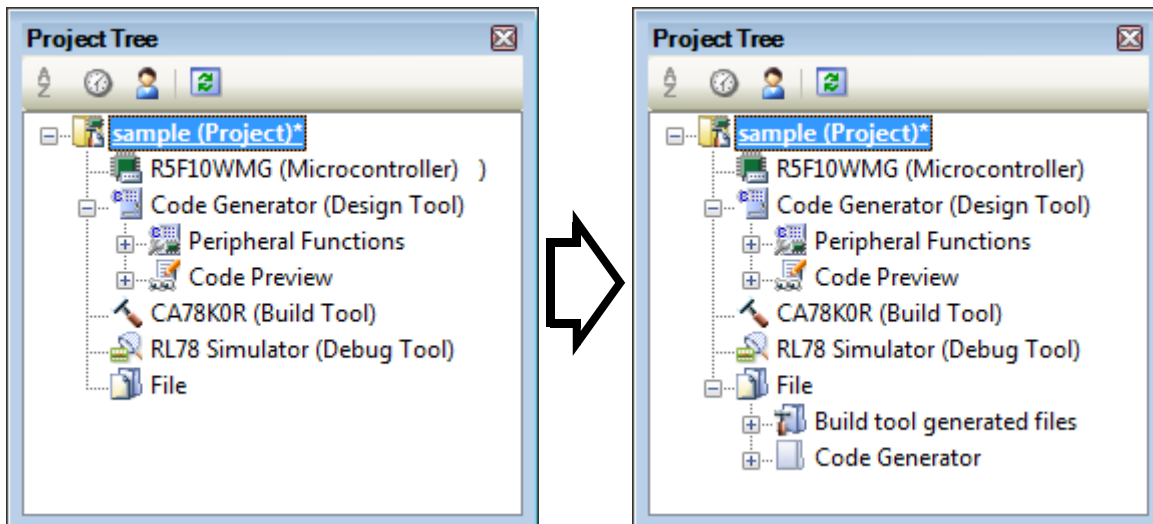 Project Tree
sample (Project)*
R5F10WMG (Microcontroller) )
Code Generator (Design Tool)
Peripheral Functions
Code Preview
CA78K0R (Build Tool)
RL78 Simulator (Debug Tool)
File
Project Tree
sample (Project)*
R5F10WMG (Microcontroller)
Code Generator (Design Tool)
Peripheral Functions
Code Preview
CA78K0R (Build Tool)
RL78 Simulator (Debug Tool)
File
Build tool generated files
Code Generator